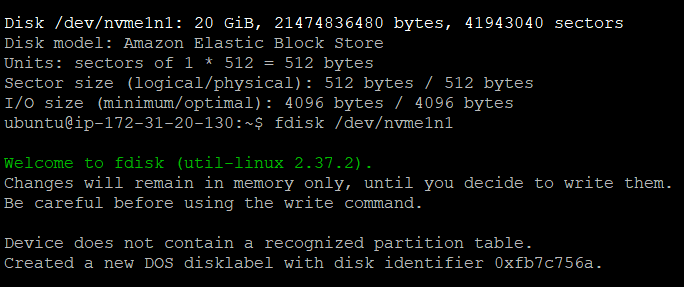 Disk /dev/nvme1n1: 20 GiB, 21474836480 bytes, 41943040 sectors
Disk model: Amazon Elastic Block Store
Units: sectors of 1 * 512 = 512 bytes
Sector size (logical/physical): 512 bytes / 512 bytes
I/O size (minimum/optimal): 4096 bytes / 4096 bytes
ubuntu@ip-172-31-20-130:~$ fdisk /dev/nvme1n1
Welcome to fdisk (util-linux 2.37.2).
Changes will remain in memory only, until you decide to write them.
Be careful before using the write command.
Device does not contain a recognized partition table.
Created a new DOS disklabel with disk identifier 0xfb7c756a.